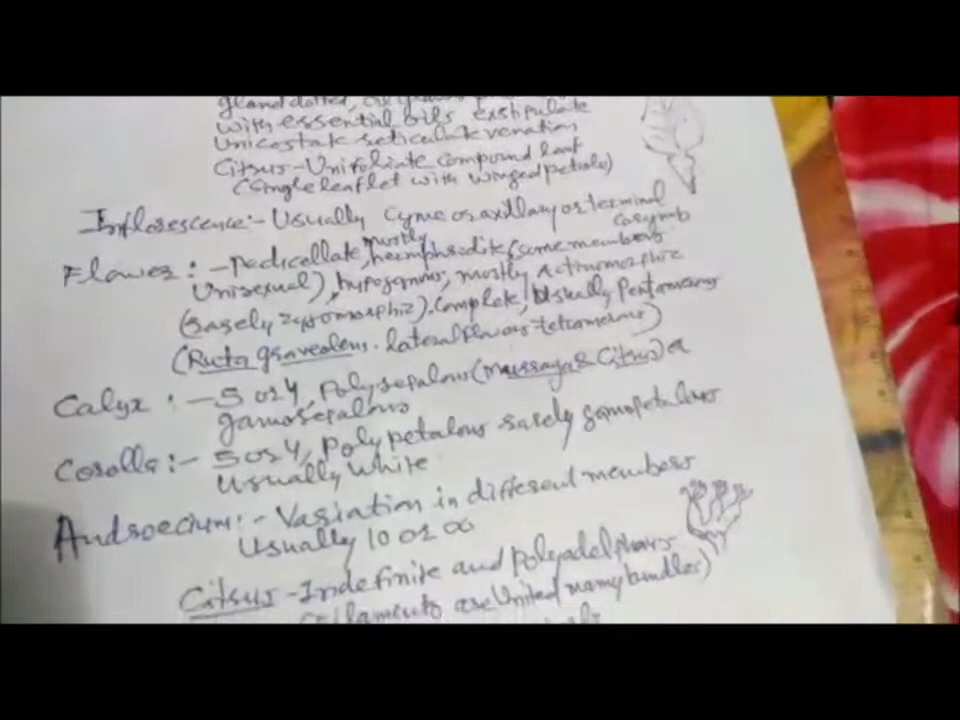 gland dotted,
with essential oils exstipulate
Unicostate reticulate venation
Citrus - Unifoliate compound leaf
(Single leaflet with winged petiole)
Inflorescence:- Usually Cyme or axillary or terminal
corymb
Flower:- Pedicellate, mostly hermaphrodite (some members
Unisexual), hypogynous, mostly Actinomorphic
(rarely zygomorphic). Complete, Usually Pentamerous
(Ruta graveolens. lateral flowers tetramerous)
Calyx :- 5 or 4, Polysepalous (Murraya & Citrus) or
gamosepalous
Corolla:- 5 or 4, Polypetalous rarely gamopetalous
Usually White
Androecium:- Variation in different members
Usually 10 or ∞
Citrus - Indefinite and polyadelphous
(Filaments are United many bundles)